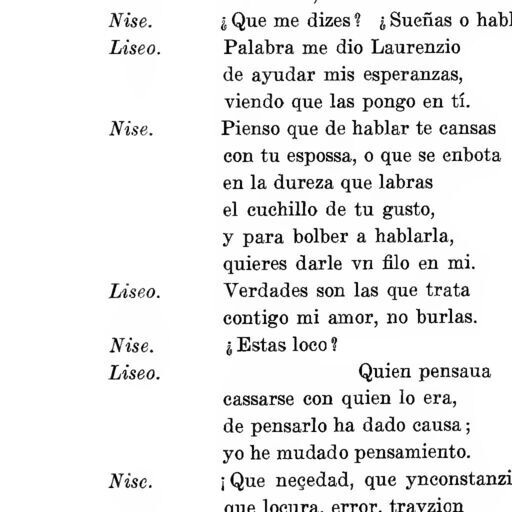 Nise. ¿Que me dizes? ¿Sueñas o habl
Liseo. Palabra me dio Laurenzio
de ayudar mis esperanzas,
viendo que las pongo en tí.
Nise. Pienso que de hablar te cansas
con tu espossa, o que se enbota
en la dureza que labras
el cuchillo de tu gusto,
y para bolber a hablarla,
quieres darle vn filo en mi.
Liseo. Verdades son las que trata
contigo mi amor, no burlas.
Nise. ¿Estas loco?
Liseo. Quien pensaua
cassarse con quien lo era,
de pensarlo ha dado causa;
yo he mudado pensamiento.
Nise. ¡Que neçedad, que ynconstanzi
que locura, error, trayzion